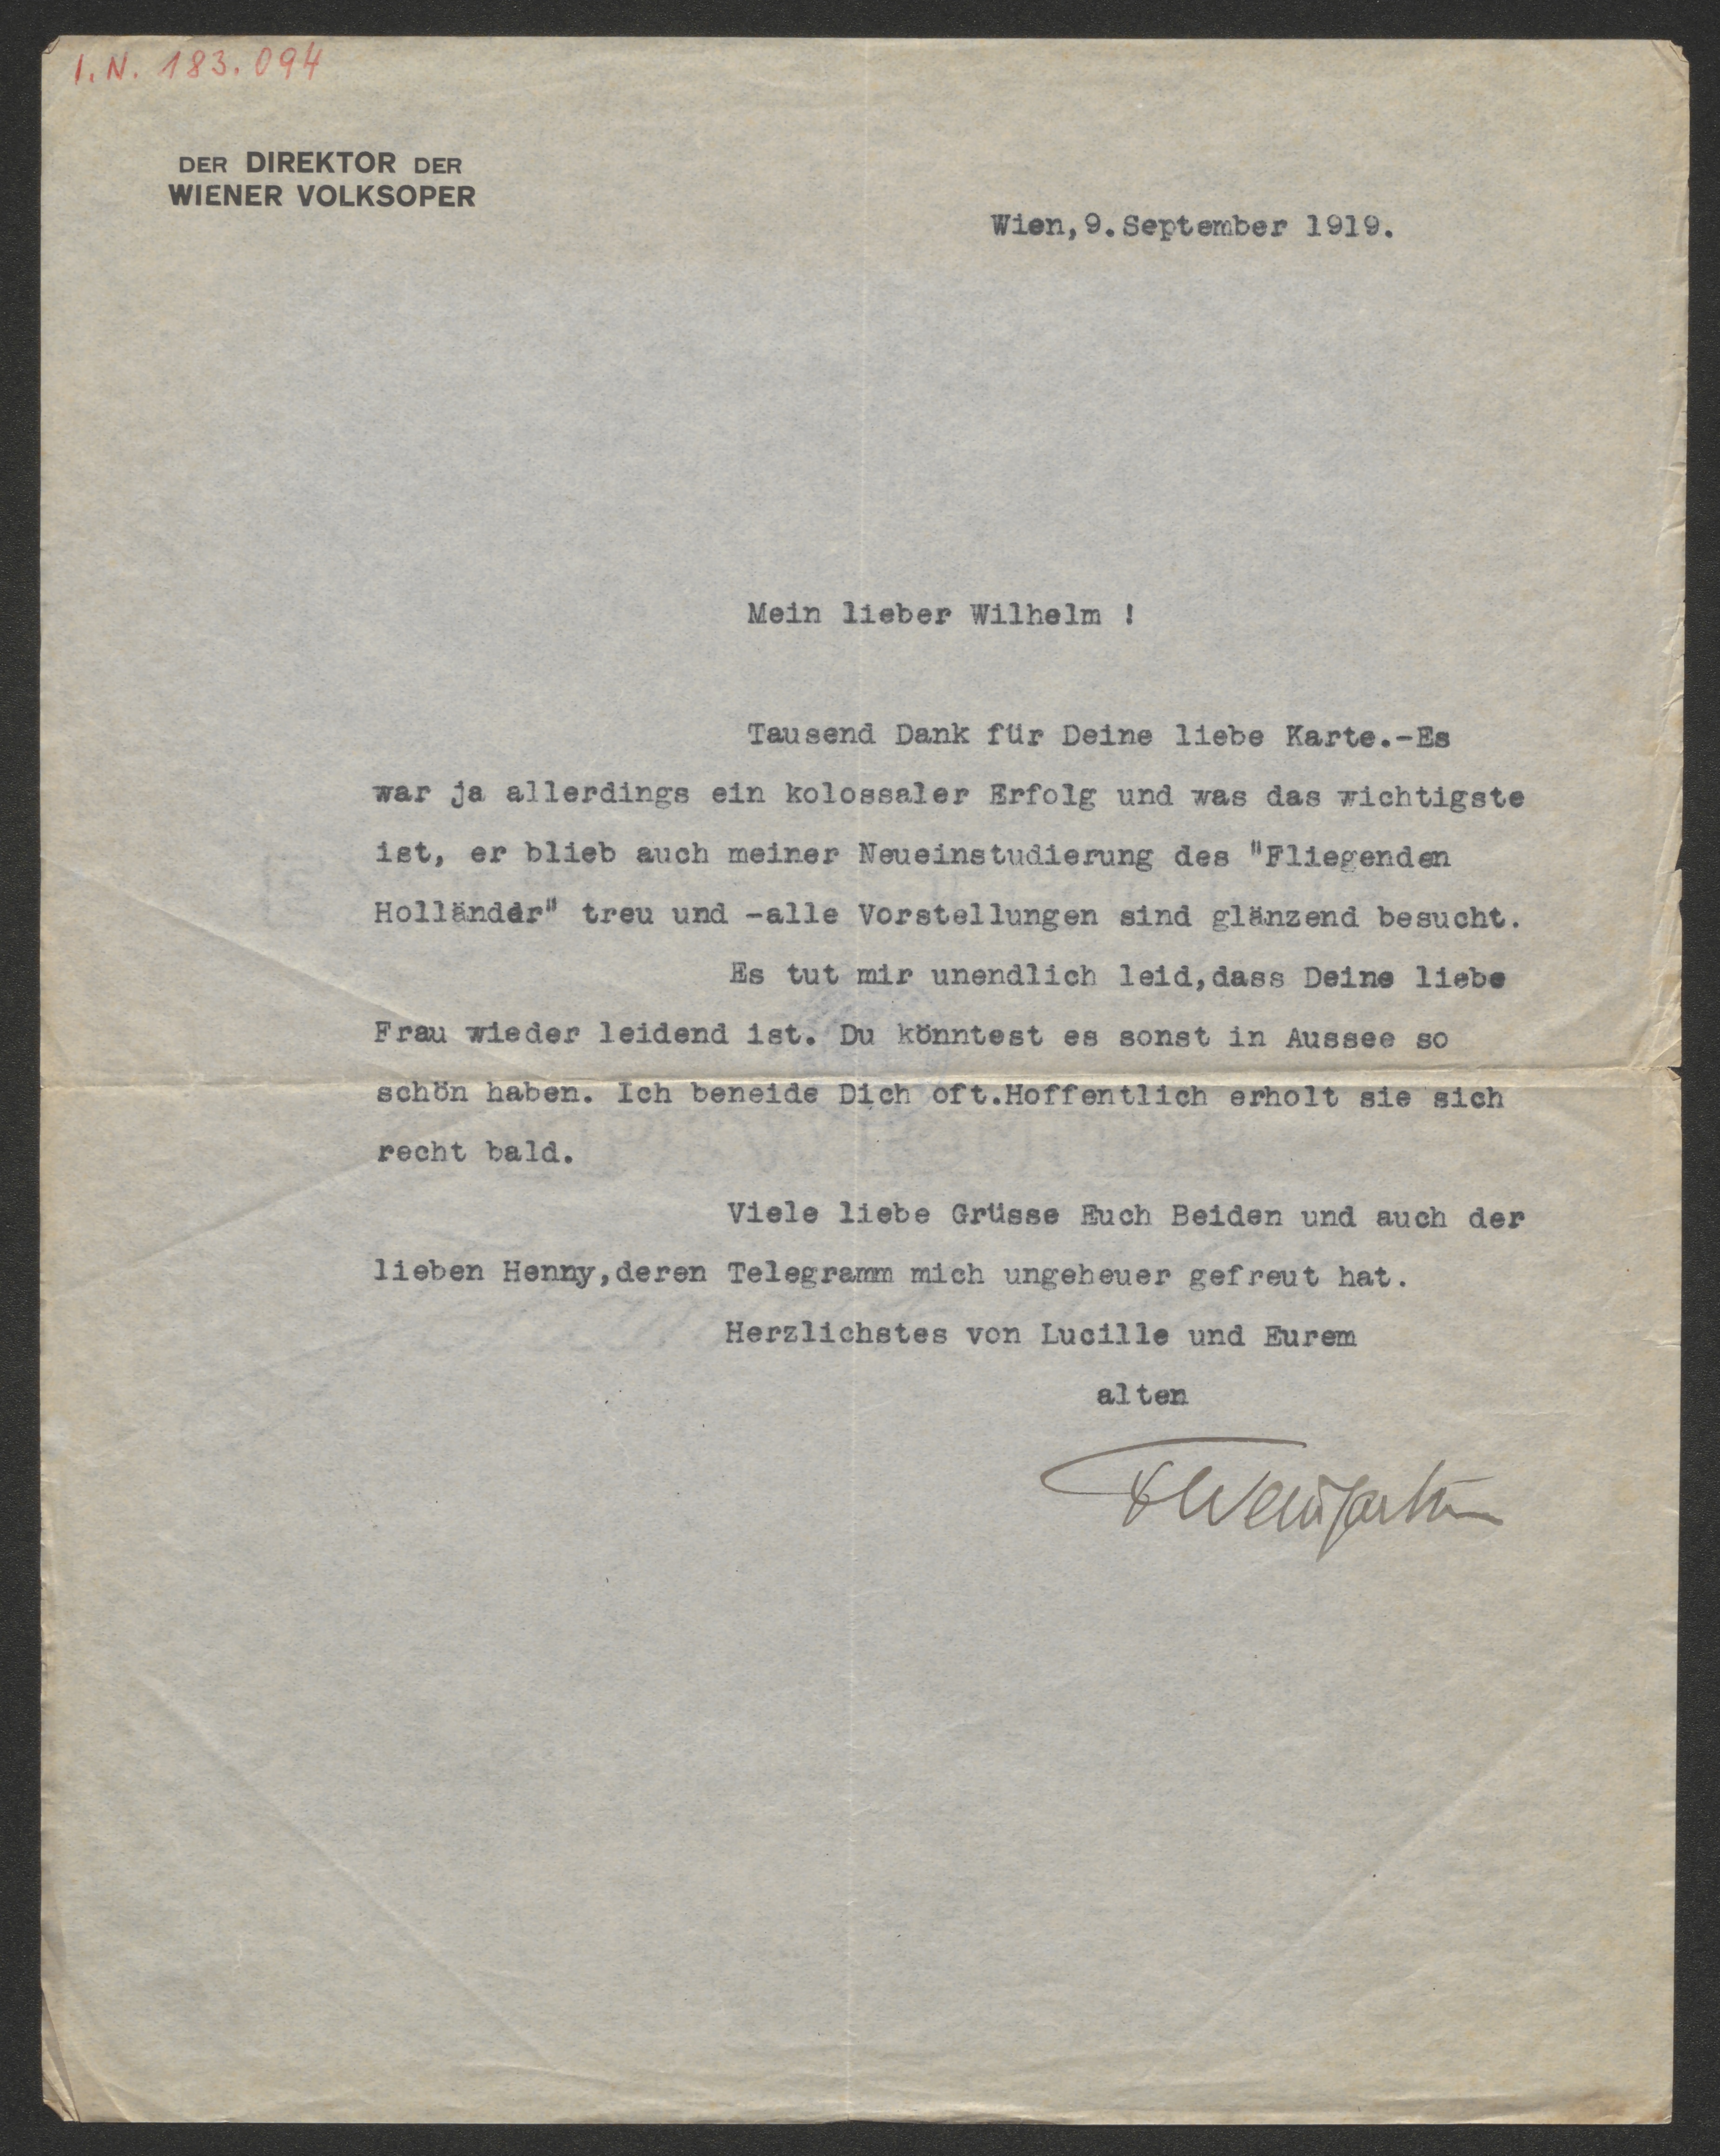 I.N. 183.094
DER DIREKTOR DER
WIENER VOLKSOPER
Wien,9.September 1919.
Mein lieber Wilhelm !
Tausend Dank für Deine liebe Karte.-Es
war ja allerdings ein kolossaler Erfolg und was das wichtigste
ist, er blieb auch meiner Neueinstudierung des "Fliegenden
Holländer" treu und -alle Vorstellungen sind glänzend besucht.
Es tut mir unendlich leid,dass Deine liebe
Frau wieder leidend ist. Du könntest es sonst in Aussee so
schön haben. Ich beneide Dich oft.Hoffentlich erholt sie sich
recht bald.
Viele liebe Grüsse Euch Beiden und auch der
lieben Henny,deren Telegramm mich ungeheuer gefreut hat.
Herzlichstes von Lucille und Eurem
alten
FWeingartner